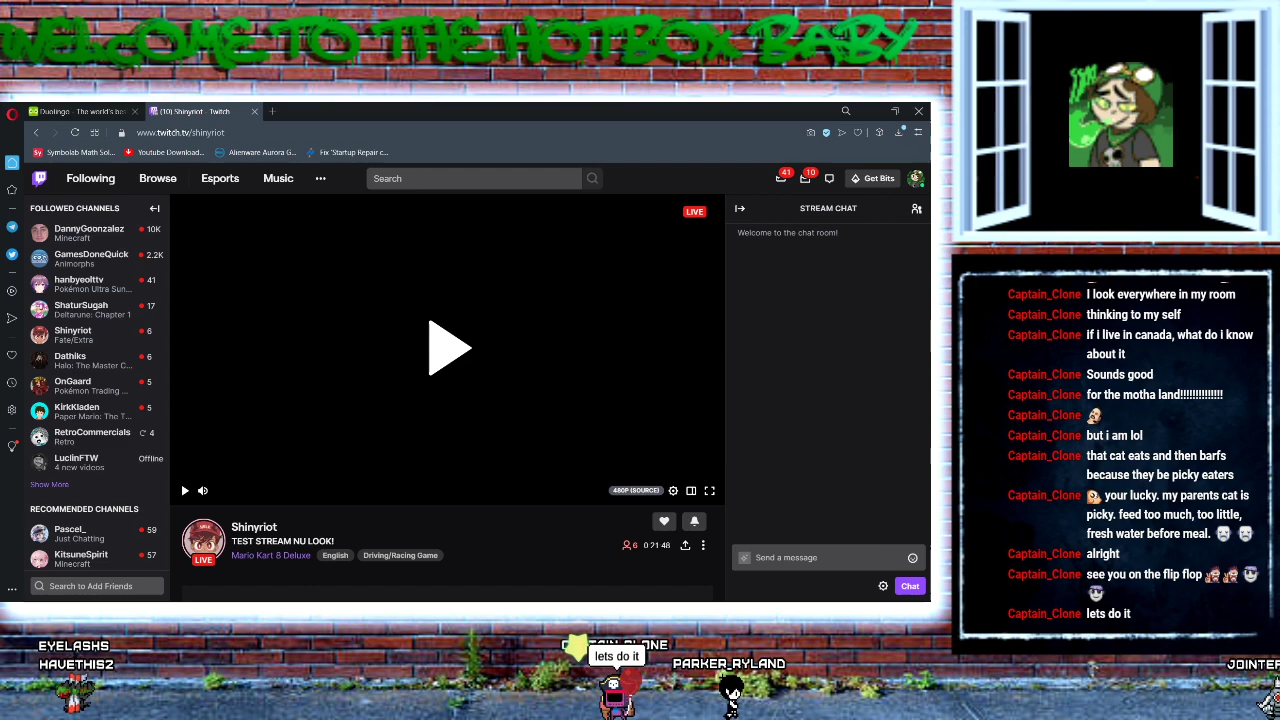 WELCOME TO THE HOTBOX BABY
Duolingo - The world's bes
(10) Shinyriot - Twitch
www.twitch.tv/shinyriot
Sy Symbolab Math Sol...
Youtube Download...
Alienware Aurora G...
Fix 'Startup Repair c...
Following
Browse
Esports
Music
Search
41
10
Get Bits
FOLLOWED CHANNELS
DannyGoonzalez 10K
Minecraft
GamesDoneQuick 2.2K
Animorphs
hanbyeolttv 41
Pokémon Ultra Sun...
ShaturSugah 17
Deltarune: Chapter 1
Shinyriot 6
Fate/Extra
Dathiks 6
Halo: The Master C...
OnGaard 5
Pokémon Trading ...
KirkKladen 5
Paper Mario: The T...
RetroCommercials 4
Retro
LuclinFTW Offline
4 new videos
Show More
RECOMMENDED CHANNELS
Pascel_ 59
Just Chatting
KitsuneSpirit 57
Minecraft
Search to Add Friends
LIVE
480P (SOURCE)
LIVE
Shinyriot
TEST STREAM NU LOOK!
Mario Kart 8 Deluxe English Driving/Racing Game
6 0:21:48
STREAM CHAT
Welcome to the chat room!
Send a message
Chat
Captain_Clone I look everywhere in my room
Captain_Clone thinking to my self
Captain_Clone if i live in canada, what do i know
about it
Captain_Clone Sounds good
Captain_Clone for the motha land!!!!!!!!!!!!!!
Captain_Clone
Captain_Clone but i am lol
Captain_Clone that cat eats and then barfs
because they be picky eaters
Captain_Clone your lucky. my parents cat is
picky. feed too much, too little,
fresh water before meal.
Captain_Clone alright
Captain_Clone see you on the flip flop
Captain_Clone lets do it
EYELASHS
HAVETHIS2
lets do it
PARKER_RYLAND
JOINTE